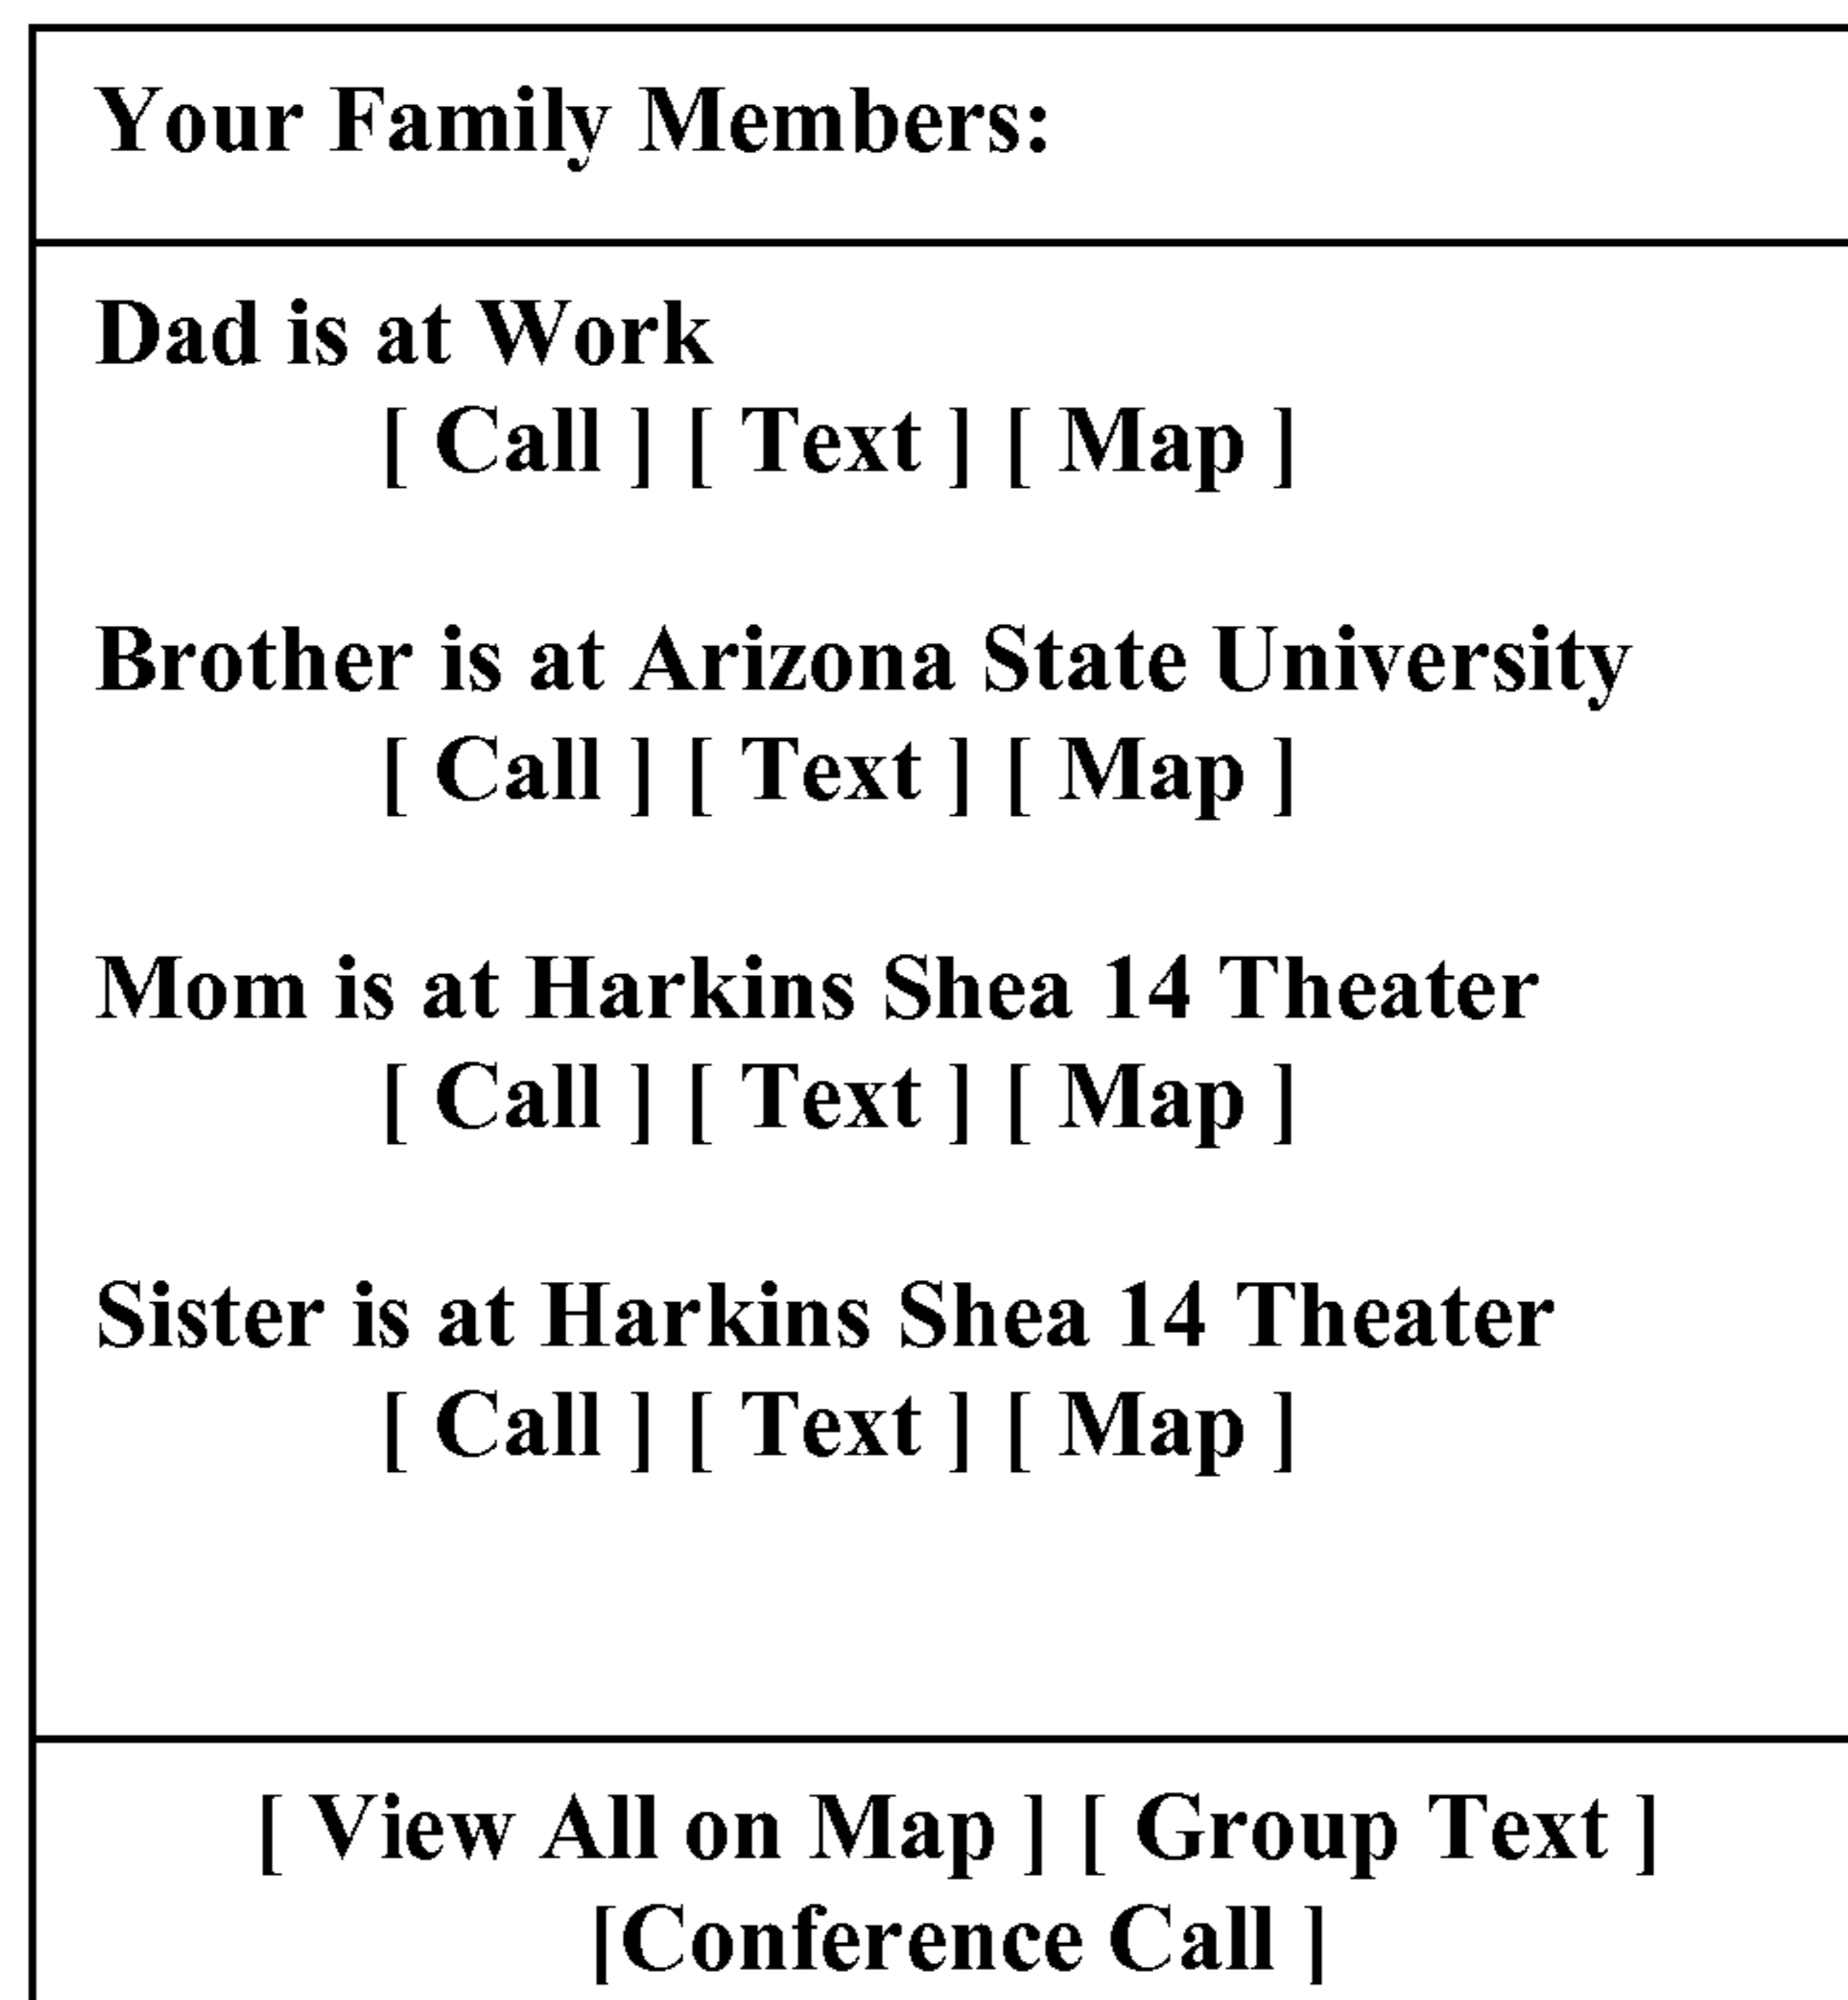 Your Family Members:
Dad is at Work
[ Call ] [ Text ] [ Map ]
Brother is at Arizona State University
[ Call ] [ Text ] [ Map ]
Mom is at Harkins Shea 14 Theater
[ Call ] [ Text ] [ Map ]
Sister is at Harkins Shea 14 Theater
[ Call ] [ Text ] [ Map ]
[ View All on Map ] [ Group Text ]
[Conference Call ]